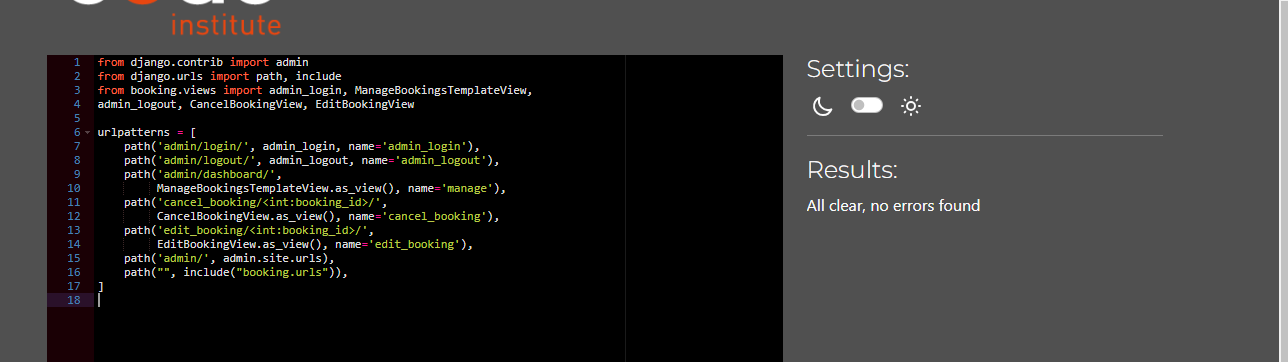 institute
1 from django.contrib import admin
2 from django.urls import path, include
3 from booking.views import admin_login, ManageBookingsTemplateView,
4 admin_logout, CancelBookingView, EditBookingView
5
6 urlpatterns = [
7     path('admin/login/', admin_login, name='admin_login'),
8     path('admin/logout/', admin_logout, name='admin_logout'),
9     path('admin/dashboard/',
10          ManageBookingsTemplateView.as_view(), name='manage'),
11     path('cancel_booking/<int:booking_id>/',
12          CancelBookingView.as_view(), name='cancel_booking'),
13     path('edit_booking/<int:booking_id>/',
14          EditBookingView.as_view(), name='edit_booking'),
15     path('admin/', admin.site.urls),
16     path("", include("booking.urls")),
17 ]
18
Settings:
Results:
All clear, no errors found